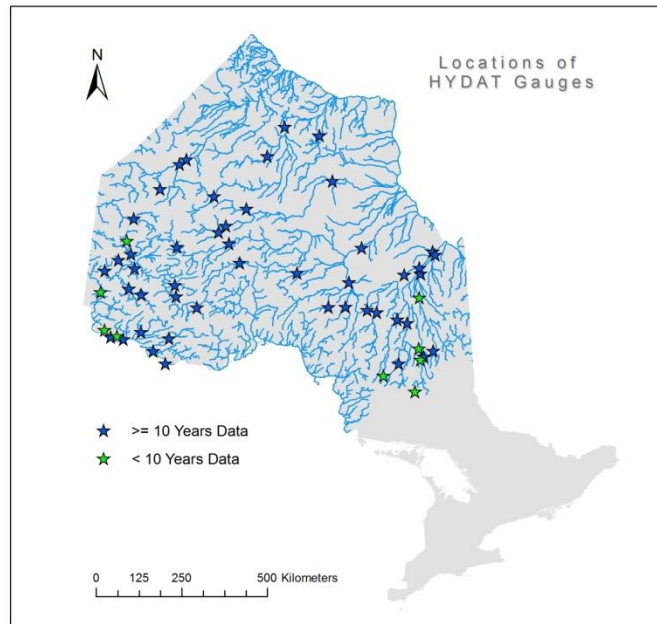 Locations of
HYDAT Gauges
N
>= 10 Years Data
< 10 Years Data
0 125 250 500 Kilometers